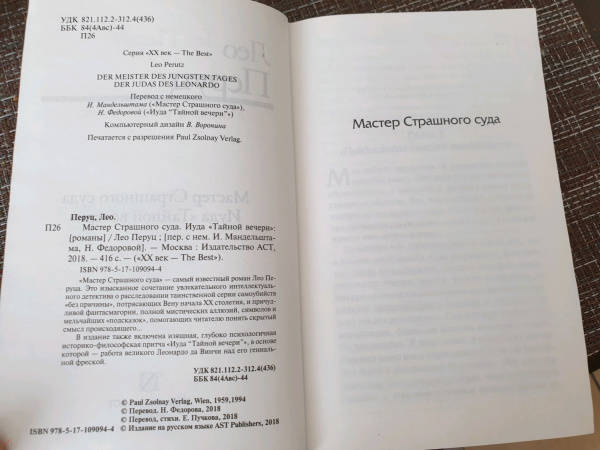 УДК 821.112.2-312.4(436)
ББК 84(4Авс)-44
П26
Серия «XX век — The Best»
Leo Perutz
DER MEISTER DES JUNGSTEN TAGES
DER JUDAS DES LEONARDO
Перевод с немецкого
И. Мандельштама («Мастер Страшного суда»),
Н. Федоровой («Иуда "Тайной вечери"»)
Компьютерный дизайн В. Воронина
Печатается с разрешения Paul Zsolnay Verlag.
Перуц, Лео.
П26 Мастер Страшного суда. Иуда «Тайной вечери»:
[романы] / Лео Перуц ; [пер. с нем. И. Мандельшта-
ма, Н. Федоровой]. — Москва : Издательство АСТ,
2018. — 416 с. — («XX век — The Best»).
ISBN 978-5-17-109094-4
«Мастер Страшного суда» — самый известный роман Лео Пе-
руца. Это изысканное сочетание увлекательного интеллектуаль-
ного детектива о расследовании таинственной серии самоубийств
«без причины», потрясающих Вену начала XX столетия, и причуд-
ливой фантасмагории, полной мистических аллюзий, символов и
мельчайших «подсказок», помогающих читателю понять скрытый
смысл происходящего...
В издание также включена изящная, глубоко психологичная
историко-философская притча «Иуда "Тайной вечери"», в основе
которой — работа великого Леонардо да Винчи над его гениаль-
ной фреской.
УДК 821.112.2-312.4(436)
ББК 84(4Авс)-44
© Paul Zsolnay Verlag, Wien, 1959,1994
© Перевод. Н. Федорова, 2018
© Перевод, стихи. Е. Пучкова, 2018
ISBN 978-5-17-109094-4 © Издание на русском языке AST Publishers, 2018
Мастер Страшного суда